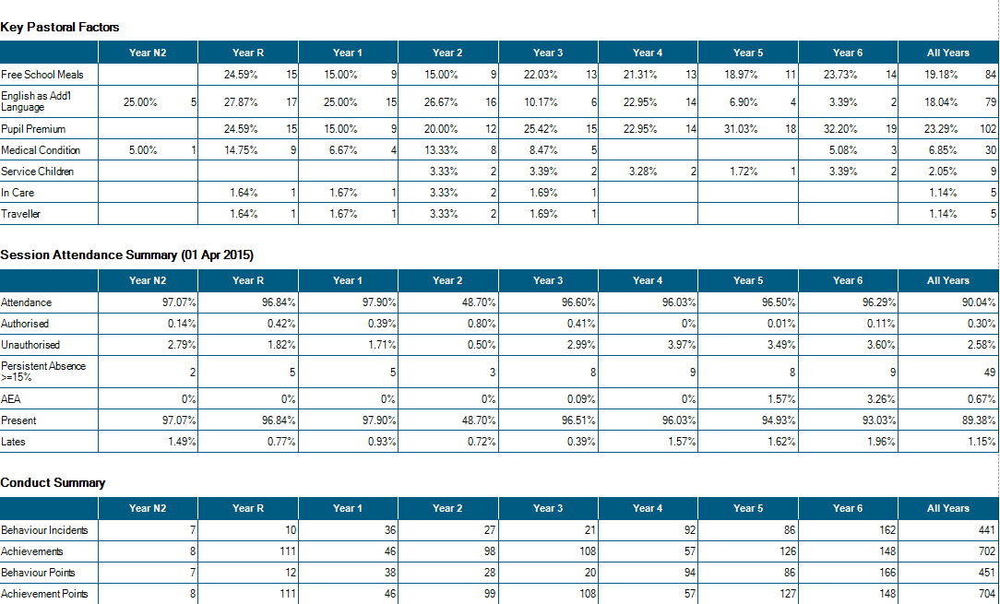 Key Pastoral Factors
Year N2 Year R Year 1 Year 2 Year 3 Year 4 Year 5 Year 6 All Years
Free School Meals 24.59% 15 15.00% 9 15.00% 9 22.03% 13 21.31% 13 18.97% 11 23.73% 14 19.18% 84
English as Add'l
Language 25.00% 5 27.87% 17 25.00% 15 26.67% 16 10.17% 6 22.95% 14 6.90% 4 3.39% 2 18.04% 79
Pupil Premium 24.59% 15 15.00% 9 20.00% 12 25.42% 15 22.95% 14 31.03% 18 32.20% 19 23.29% 102
Medical Condition 5.00% 1 14.75% 9 6.67% 4 13.33% 8 8.47% 5 5.08% 3 6.85% 30
Service Children 3.33% 2 3.39% 2 3.28% 2 1.72% 1 3.39% 2 2.05% 9
In Care 1.64% 1 1.67% 1 3.33% 2 1.69% 1 1.14% 5
Traveller 1.64% 1 1.67% 1 3.33% 2 1.69% 1 1.14% 5
Session Attendance Summary (01 Apr 2015)
Year N2 Year R Year 1 Year 2 Year 3 Year 4 Year 5 Year 6 All Years
Attendance 97.07% 96.84% 97.90% 48.70% 96.60% 96.03% 96.50% 96.29% 90.04%
Authorised 0.14% 0.42% 0.39% 0.80% 0.41% 0% 0.01% 0.11% 0.30%
Unauthorised 2.79% 1.82% 1.71% 0.50% 2.99% 3.97% 3.49% 3.60% 2.58%
Persistent Absence
>=15% 2 5 5 3 8 9 8 9 49
AEA 0% 0% 0% 0% 0.09% 0% 1.57% 3.26% 0.67%
Present 97.07% 96.84% 97.90% 48.70% 96.51% 96.03% 94.93% 93.03% 89.38%
Lates 1.49% 0.77% 0.93% 0.72% 0.39% 1.57% 1.62% 1.96% 1.15%
Conduct Summary
Year N2 Year R Year 1 Year 2 Year 3 Year 4 Year 5 Year 6 All Years
Behaviour Incidents 7 10 36 27 21 92 86 162 441
Achievements 8 111 46 98 108 57 126 148 702
Behaviour Points 7 12 38 28 20 94 86 166 451
Achievement Points 8 111 46 99 108 57 127 148 704